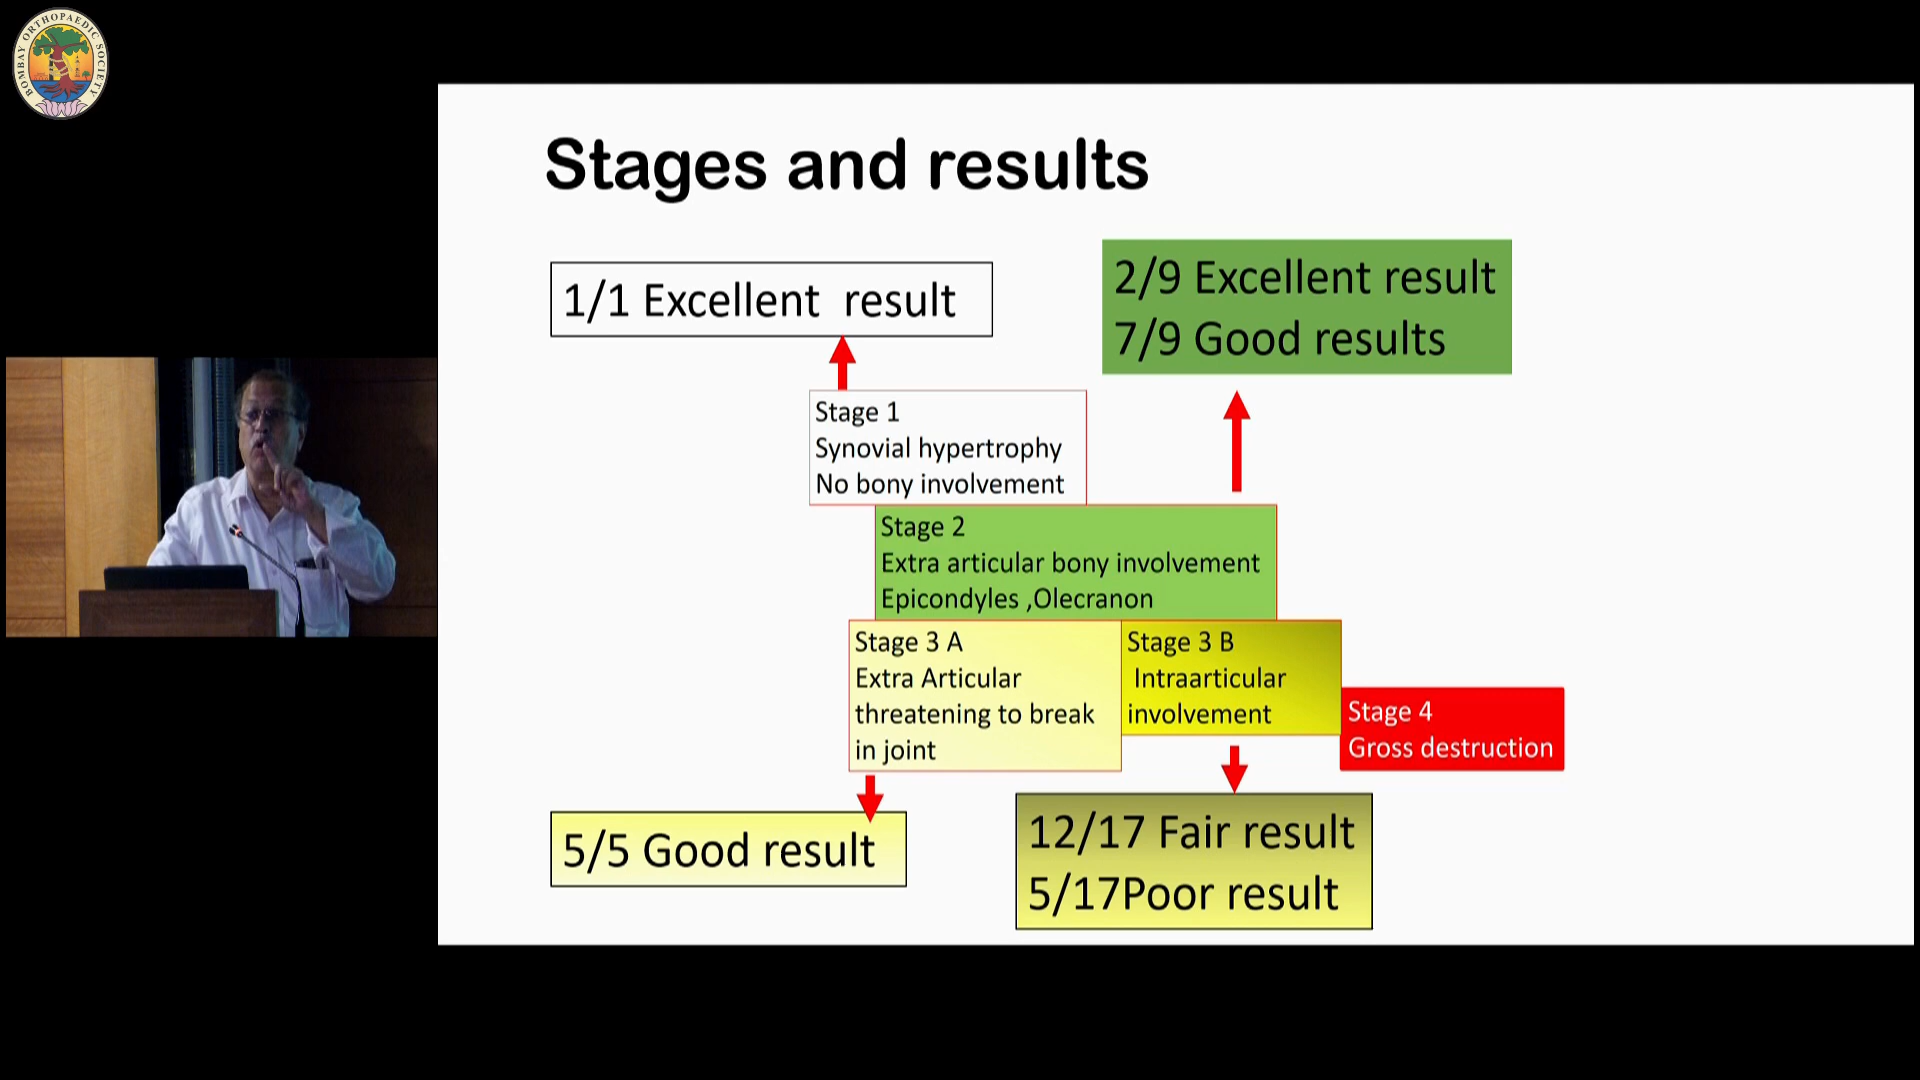 BOMBAY ORTHOPAEDIC SOCIETY
Stages and results
1/1 Excellent result
2/9 Excellent result
7/9 Good results
Stage 1
Synovial hypertrophy
No bony involvement
Stage 2
Extra articular bony involvement
Epicondyles ,Olecranon
Stage 3 A
Extra Articular
threatening to break
in joint
Stage 3 B
Intraarticular
involvement
Stage 4
Gross destruction
5/5 Good result
12/17 Fair result
5/17Poor result